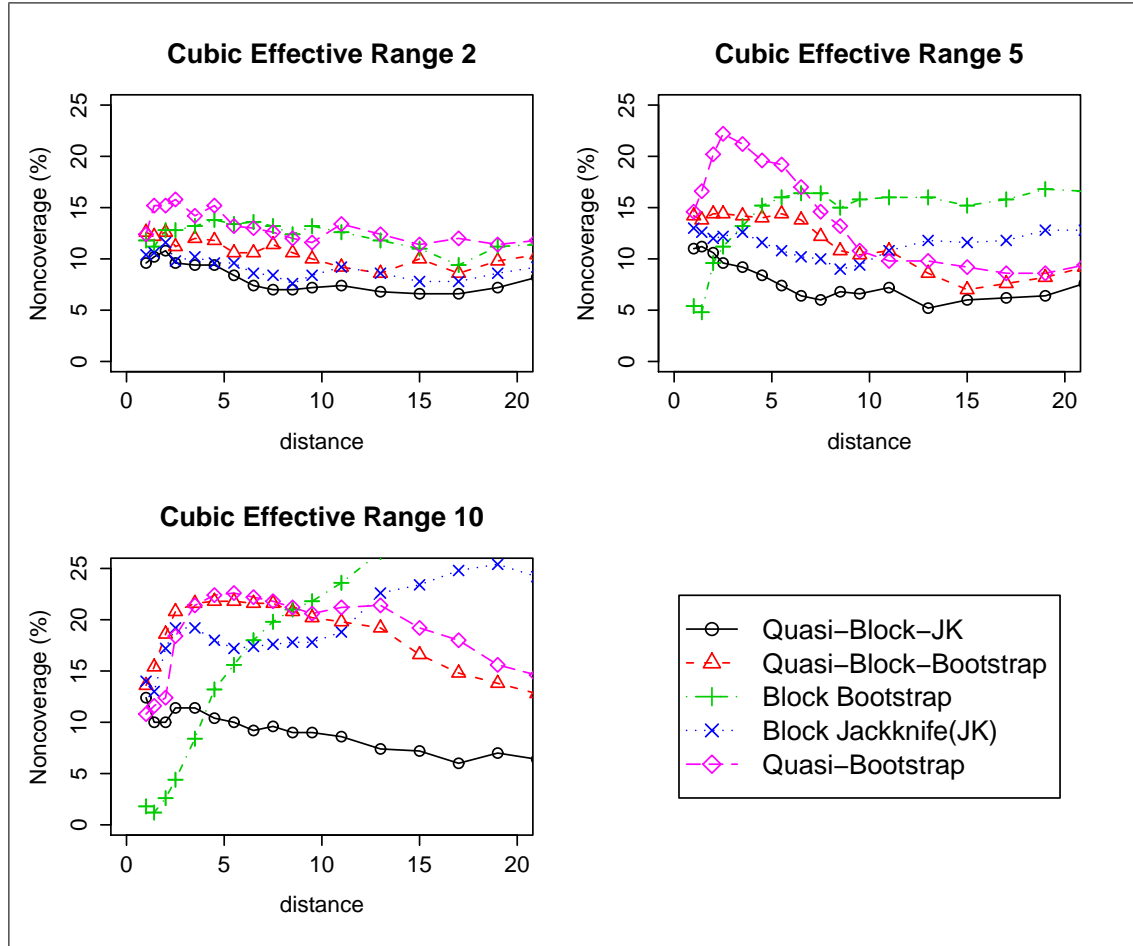 Cubic Effective Range 2
Noncoverage (%)
0 5 10 15 20 25
0 5 10 15 20
distance
Cubic Effective Range 5
Noncoverage (%)
0 5 10 15 20 25
0 5 10 15 20
distance
Cubic Effective Range 10
Noncoverage (%)
0 5 10 15 20 25
0 5 10 15 20
distance
Quasi−Block−JK
Quasi−Block−Bootstrap
Block Bootstrap
Block Jackknife(JK)
Quasi−Bootstrap